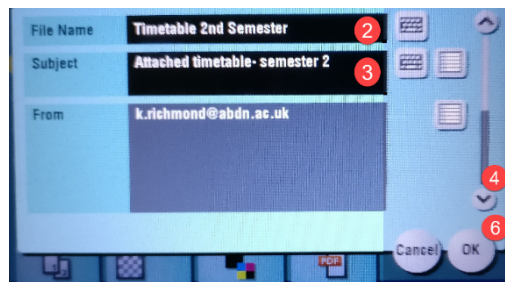 File Name
Timetable 2nd Semester
2
Subject
Attached timetable- semester 2
3
From
k.richmond@abdn.ac.uk
4
6
Cancel
OK
PDF